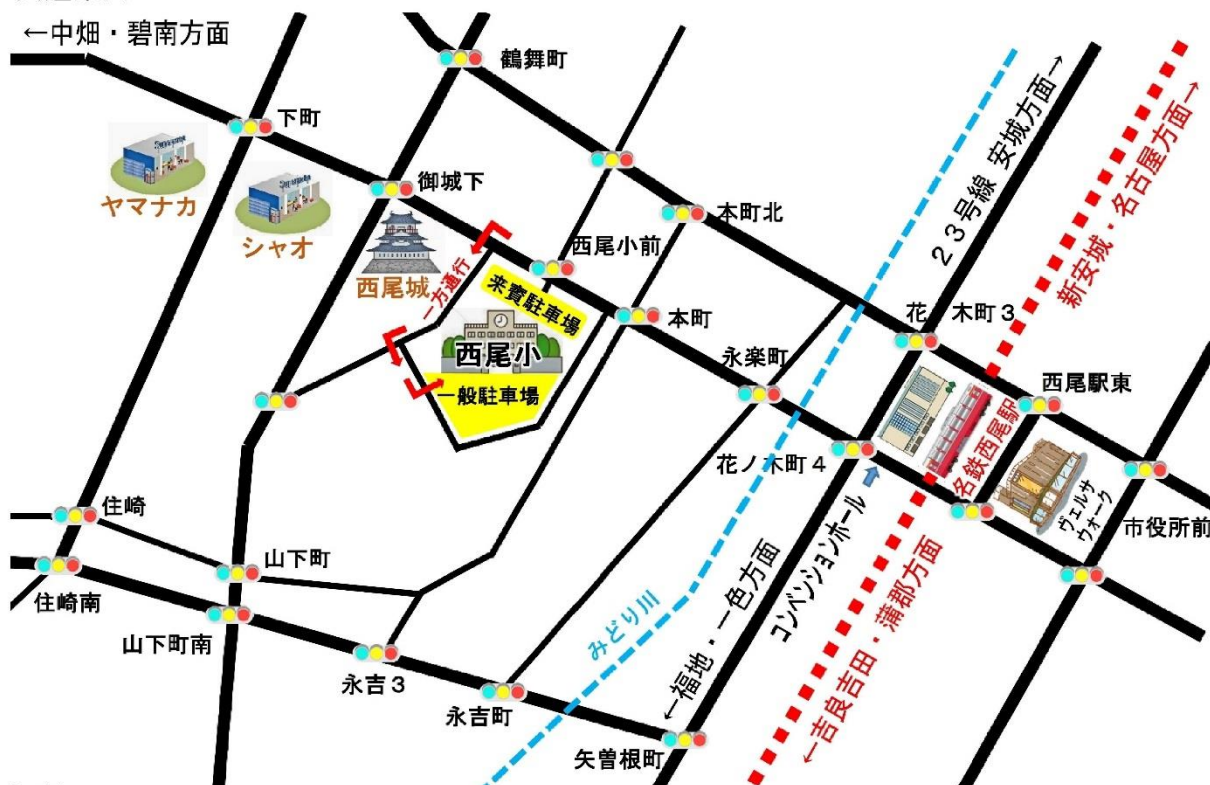 ←中畑・碧南方面
鶴舞町
下町
ヤマナカ
シャオ
御城下
西尾城
一方通行
西尾小前
来賓駐車場
西尾小
一般駐車場
本町北
本町
永楽町
23号線 安城方面→
新安城・名古屋方面→
花ノ木町3
西尾駅東
名鉄西尾駅
花ノ木町4
コンベンションホール
ヴェルサ
ウォーク
市役所前
住崎
住崎南
山下町
山下町南
永吉3
永吉町
みどり川
←福地・一色方面
矢曽根町
←吉良吉田・蒲郡方面